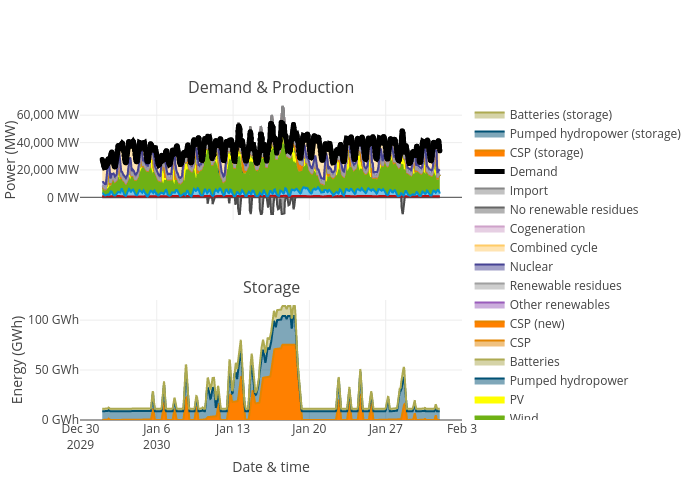 Demand & Production
60,000 MW
40,000 MW
20,000 MW
0 MW
Power (MW)
Storage
100 GWh
50 GWh
0 GWh
Energy (GWh)
Dec 30
2029
Jan 6
2030
Jan 13
Jan 20
Jan 27
Feb 3
Date & time
Batteries (storage)
Pumped hydropower (storage)
CSP (storage)
Demand
Import
No renewable residues
Cogeneration
Combined cycle
Nuclear
Renewable residues
Other renewables
CSP (new)
CSP
Batteries
Pumped hydropower
PV
Wind